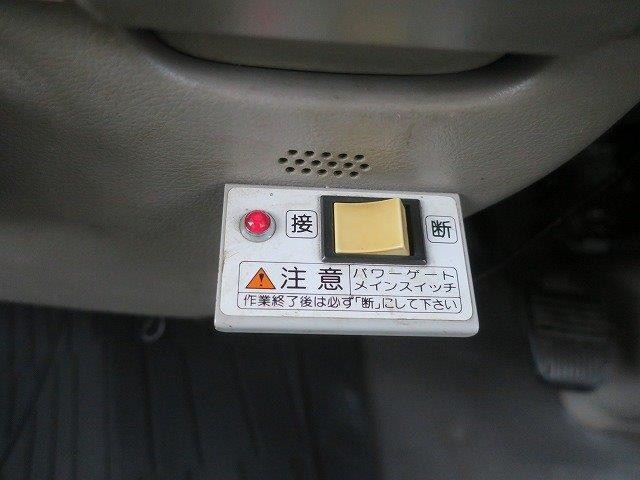 接 断
注意 パワーゲート
メインスイッチ
作業終了後は必ず「断」にして下さい